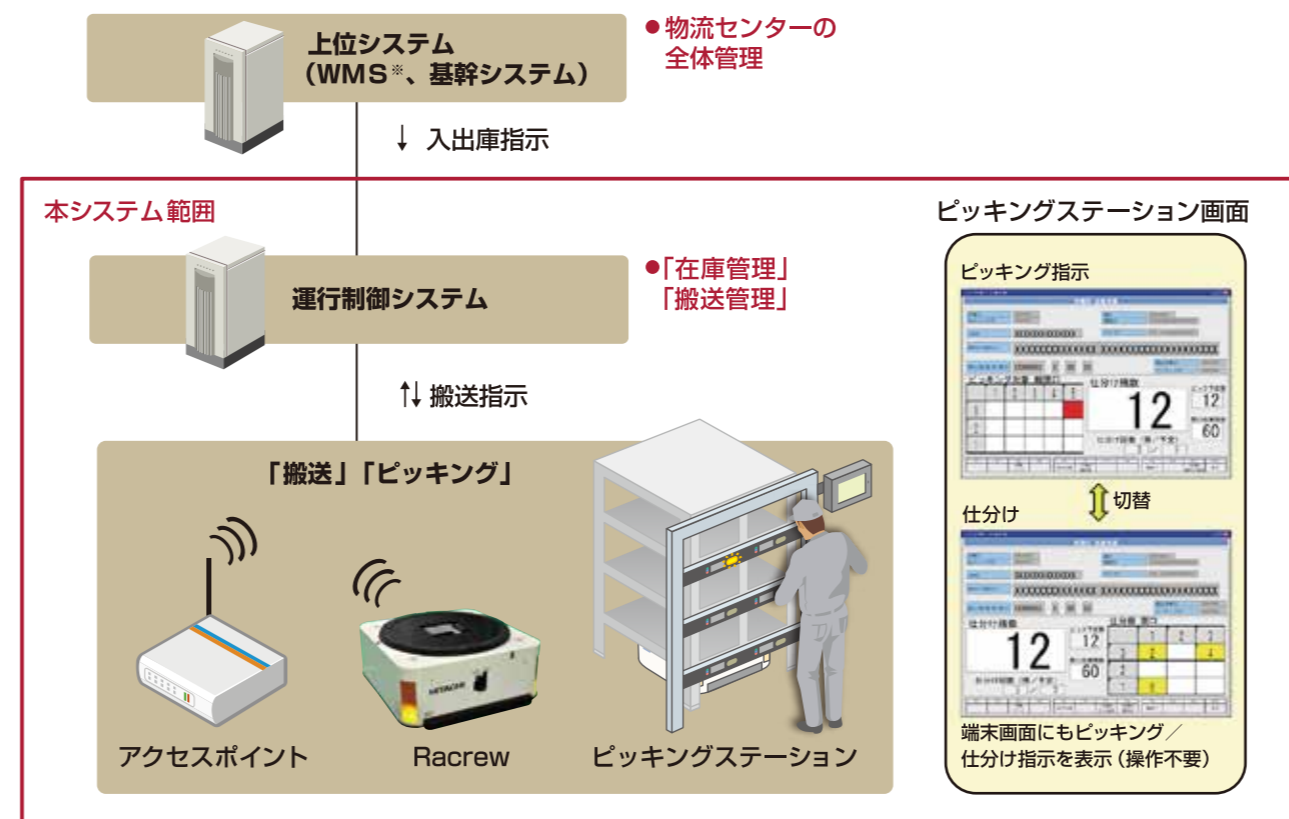 上位システム
(WMS※、基幹システム)
●物流センターの
全体管理
↓ 入出庫指示
本システム範囲
運行制御システム
●「在庫管理」
「搬送管理」
↑↓ 搬送指示
「搬送」「ピッキング」
HITACHI
アクセスポイント
Racrew
ピッキングステーション
ピッキングステーション画面
ピッキング指示
仕分け梱数
12
12
60
切替
仕分け
仕分け梱数
12
12
60
端末画面にもピッキング／
仕分け指示を表示(操作不要)